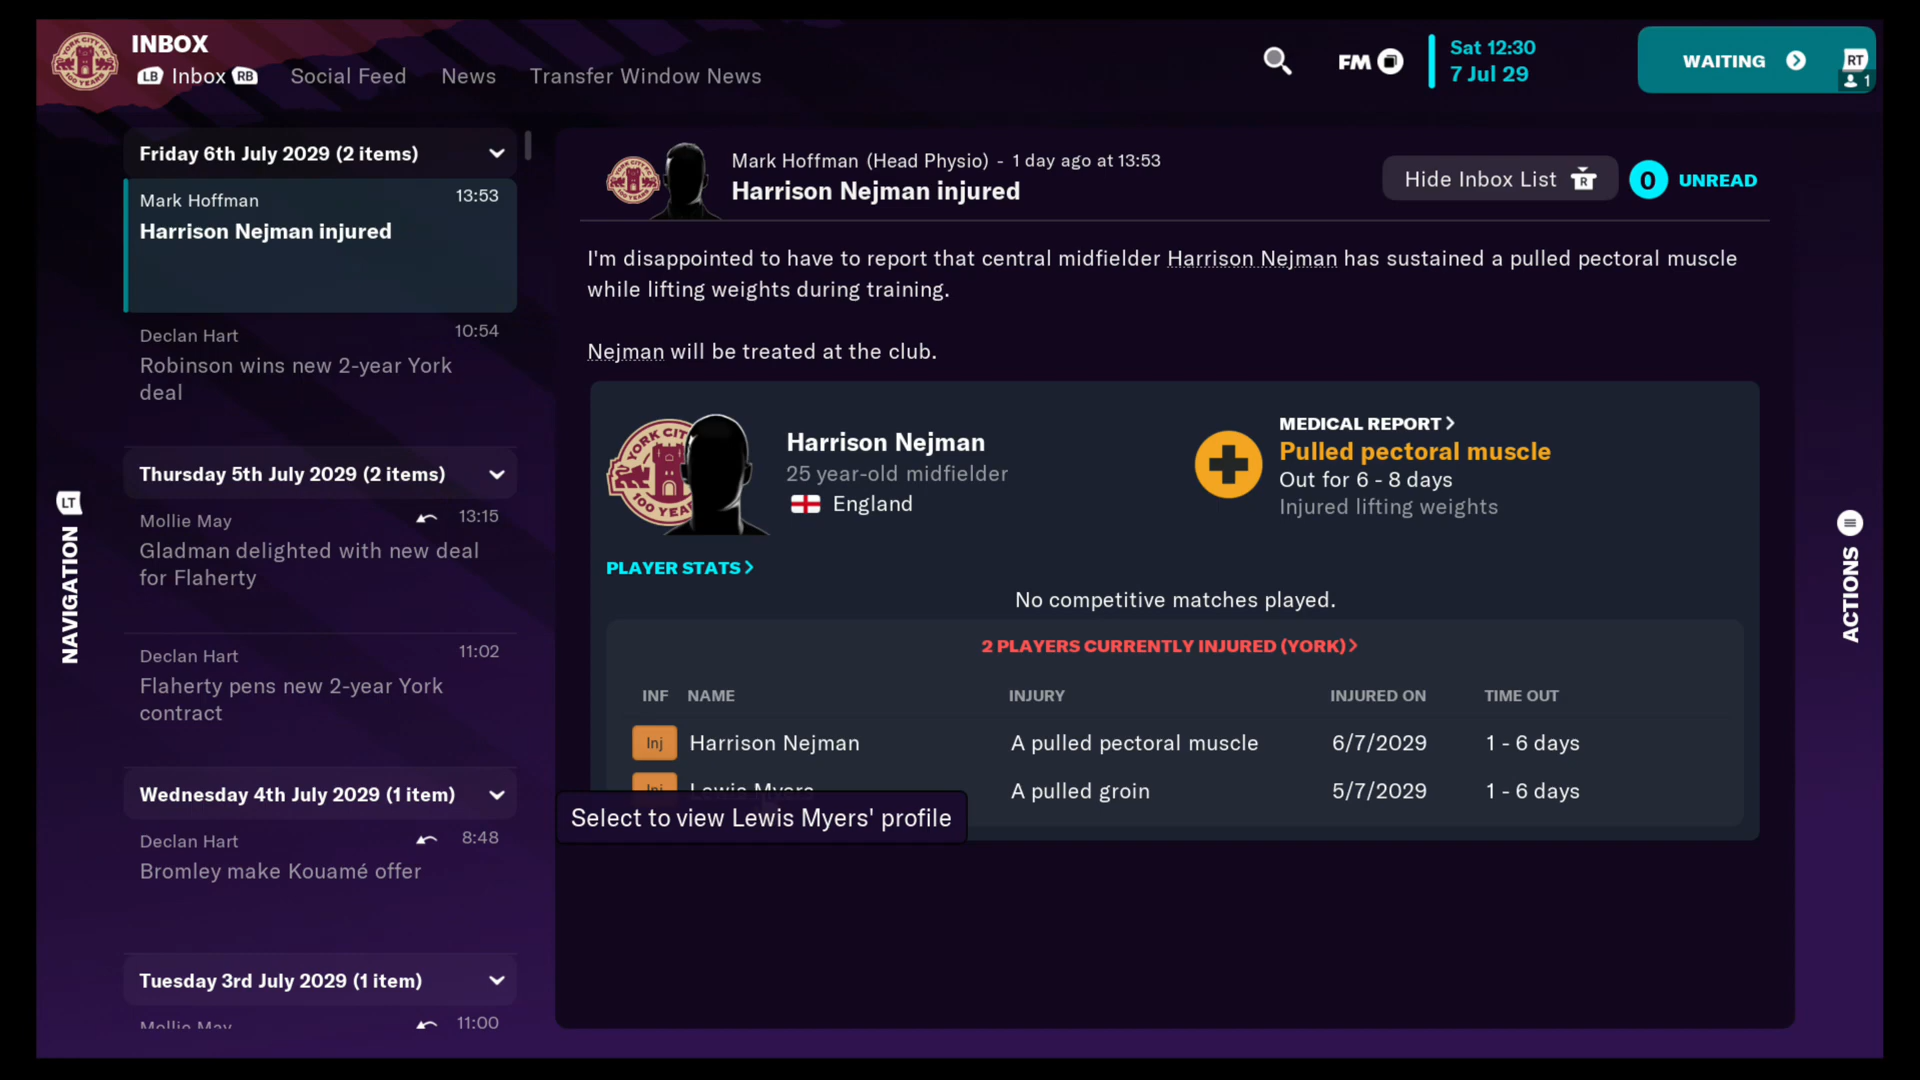 INBOX
LB Inbox RB Social Feed News Transfer Window News
FM
Sat 12:30
7 Jul 29
WAITING
RT
1
Friday 6th July 2029 (2 items)
Mark Hoffman 13:53
Harrison Nejman injured
Declan Hart 10:54
Robinson wins new 2-year York
deal
Thursday 5th July 2029 (2 items)
Mollie May 13:15
Gladman delighted with new deal
for Flaherty
Declan Hart 11:02
Flaherty pens new 2-year York
contract
Wednesday 4th July 2029 (1 item)
Declan Hart 8:48
Bromley make Kouamé offer
Tuesday 3rd July 2029 (1 item)
Mollie May 11:00
LT
NAVIGATION
Mark Hoffman (Head Physio) - 1 day ago at 13:53
Harrison Nejman injured
Hide Inbox List R
0 UNREAD
I'm disappointed to have to report that central midfielder Harrison Nejman has sustained a pulled pectoral muscle
while lifting weights during training.
Nejman will be treated at the club.
YORK CITY
100 YEARS
Harrison Nejman
25 year-old midfielder
England
MEDICAL REPORT
Pulled pectoral muscle
Out for 6 - 8 days
Injured lifting weights
PLAYER STATS
No competitive matches played.
2 PLAYERS CURRENTLY INJURED (YORK)
INF NAME INJURY INJURED ON TIME OUT
Inj Harrison Nejman A pulled pectoral muscle 6/7/2029 1 - 6 days
Inj Lewis Myers A pulled groin 5/7/2029 1 - 6 days
Select to view Lewis Myers' profile
ACTIONS